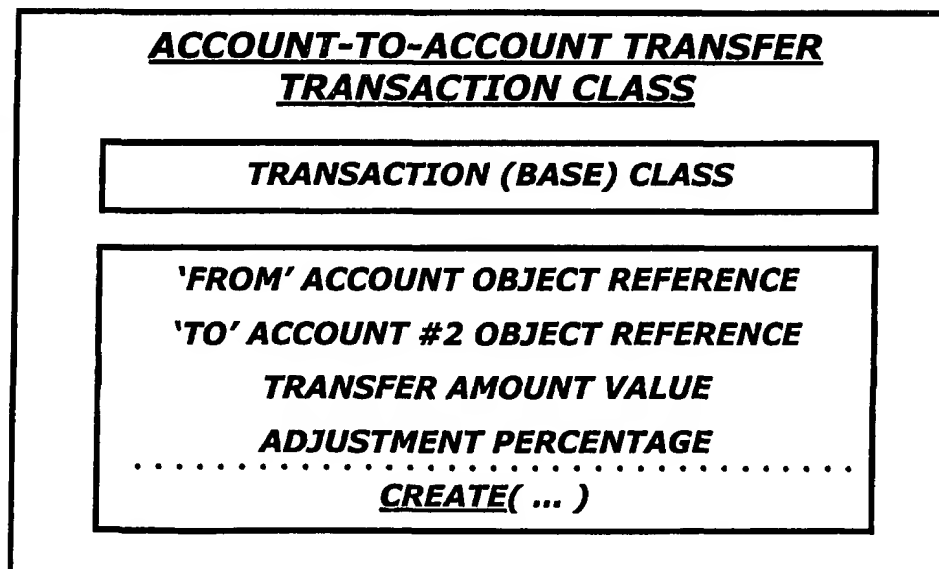 ACCOUNT-TO-ACCOUNT TRANSFER
TRANSACTION CLASS
TRANSACTION (BASE) CLASS
‘FROM’ ACCOUNT OBJECT REFERENCE
‘TO’ ACCOUNT #2 OBJECT REFERENCE
TRANSFER AMOUNT VALUE
ADJUSTMENT PERCENTAGE
CREATE( ... )